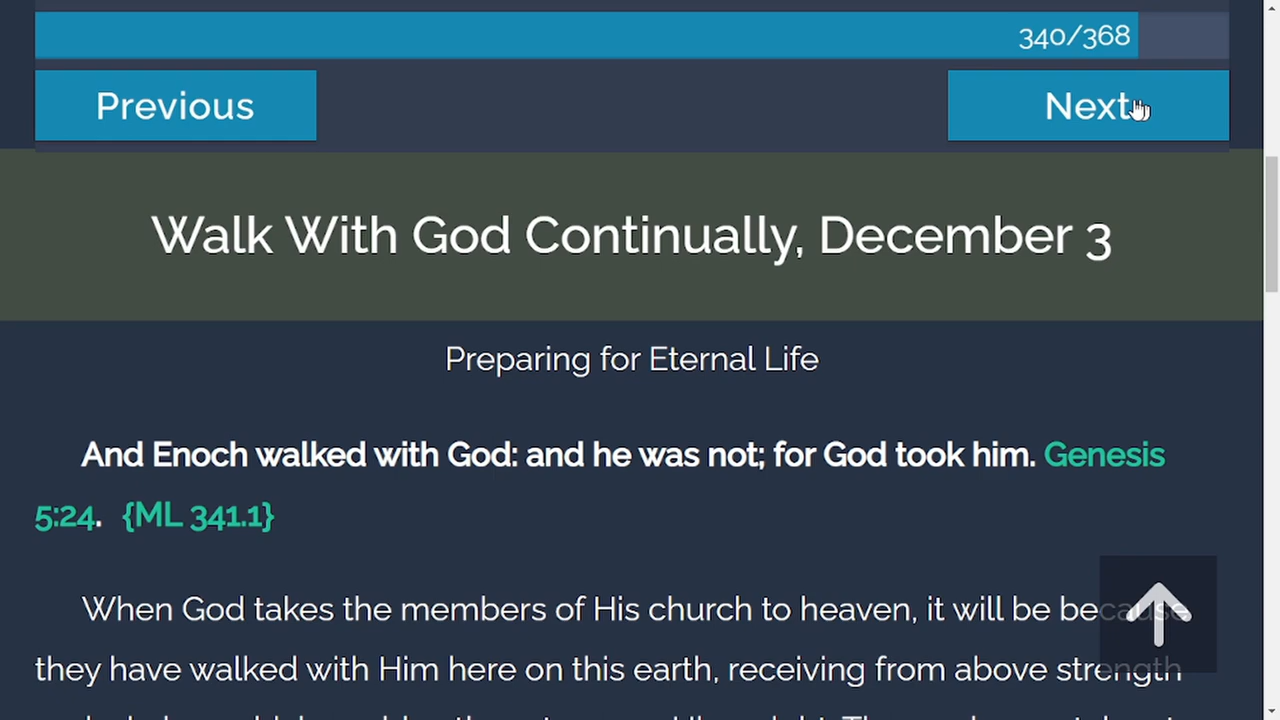 340/368
Previous
Next
Walk With God Continually, December 3
Preparing for Eternal Life
And Enoch walked with God: and he was not; for God took him. Genesis
5:24. {ML 341.1}
When God takes the members of His church to heaven, it will be because
they have walked with Him here on this earth, receiving from above strength